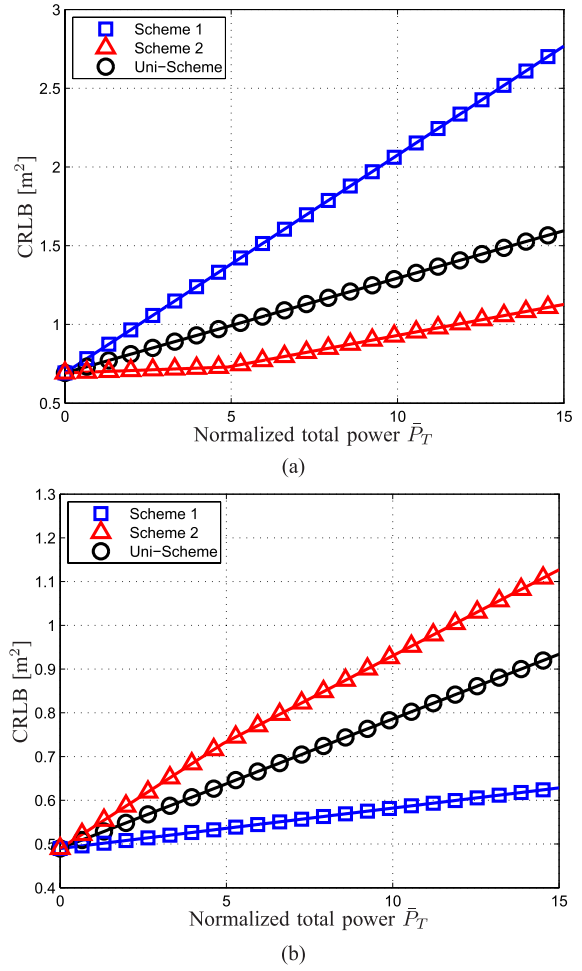 3
2.5
2
1.5
1
0.5
CRLB [m²]
Scheme 1
Scheme 2
Uni−Scheme
0 5 10 15
Normalized total power P̄_T
(a)
1.3
1.2
1.1
1
0.9
0.8
0.7
0.6
0.5
0.4
CRLB [m²]
Scheme 1
Scheme 2
Uni−Scheme
0 5 10 15
Normalized total power P̄_T
(b)